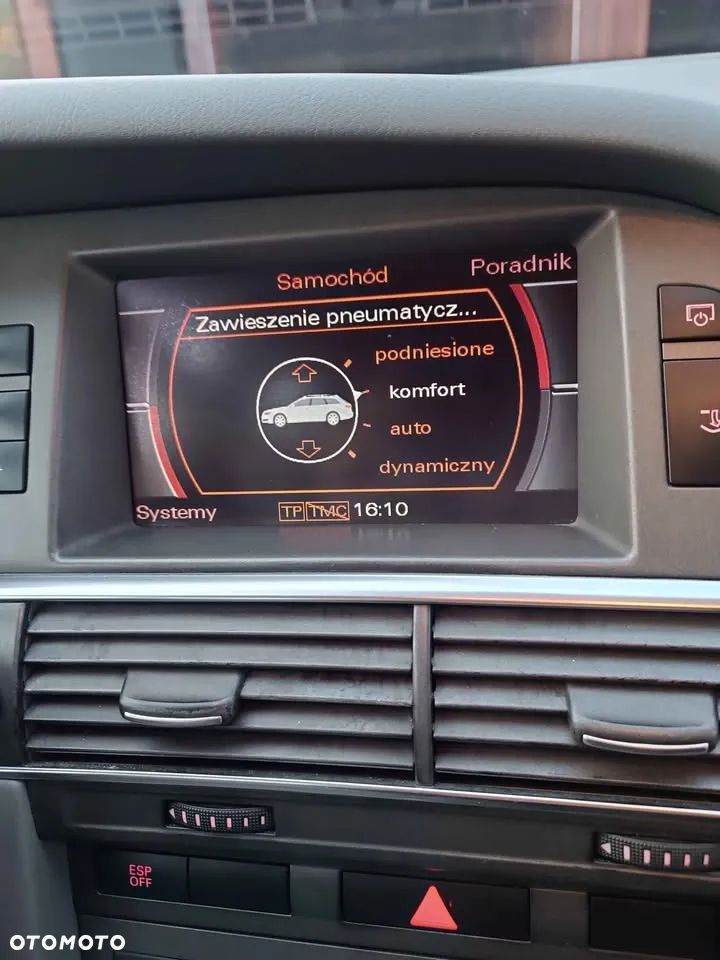 Samochód
Poradnik
Zawieszenie pneumatycz...
podniesione
komfort
auto
dynamiczny
Systemy
TP TMC 16:10
ESP
OFF
OTOMOTO